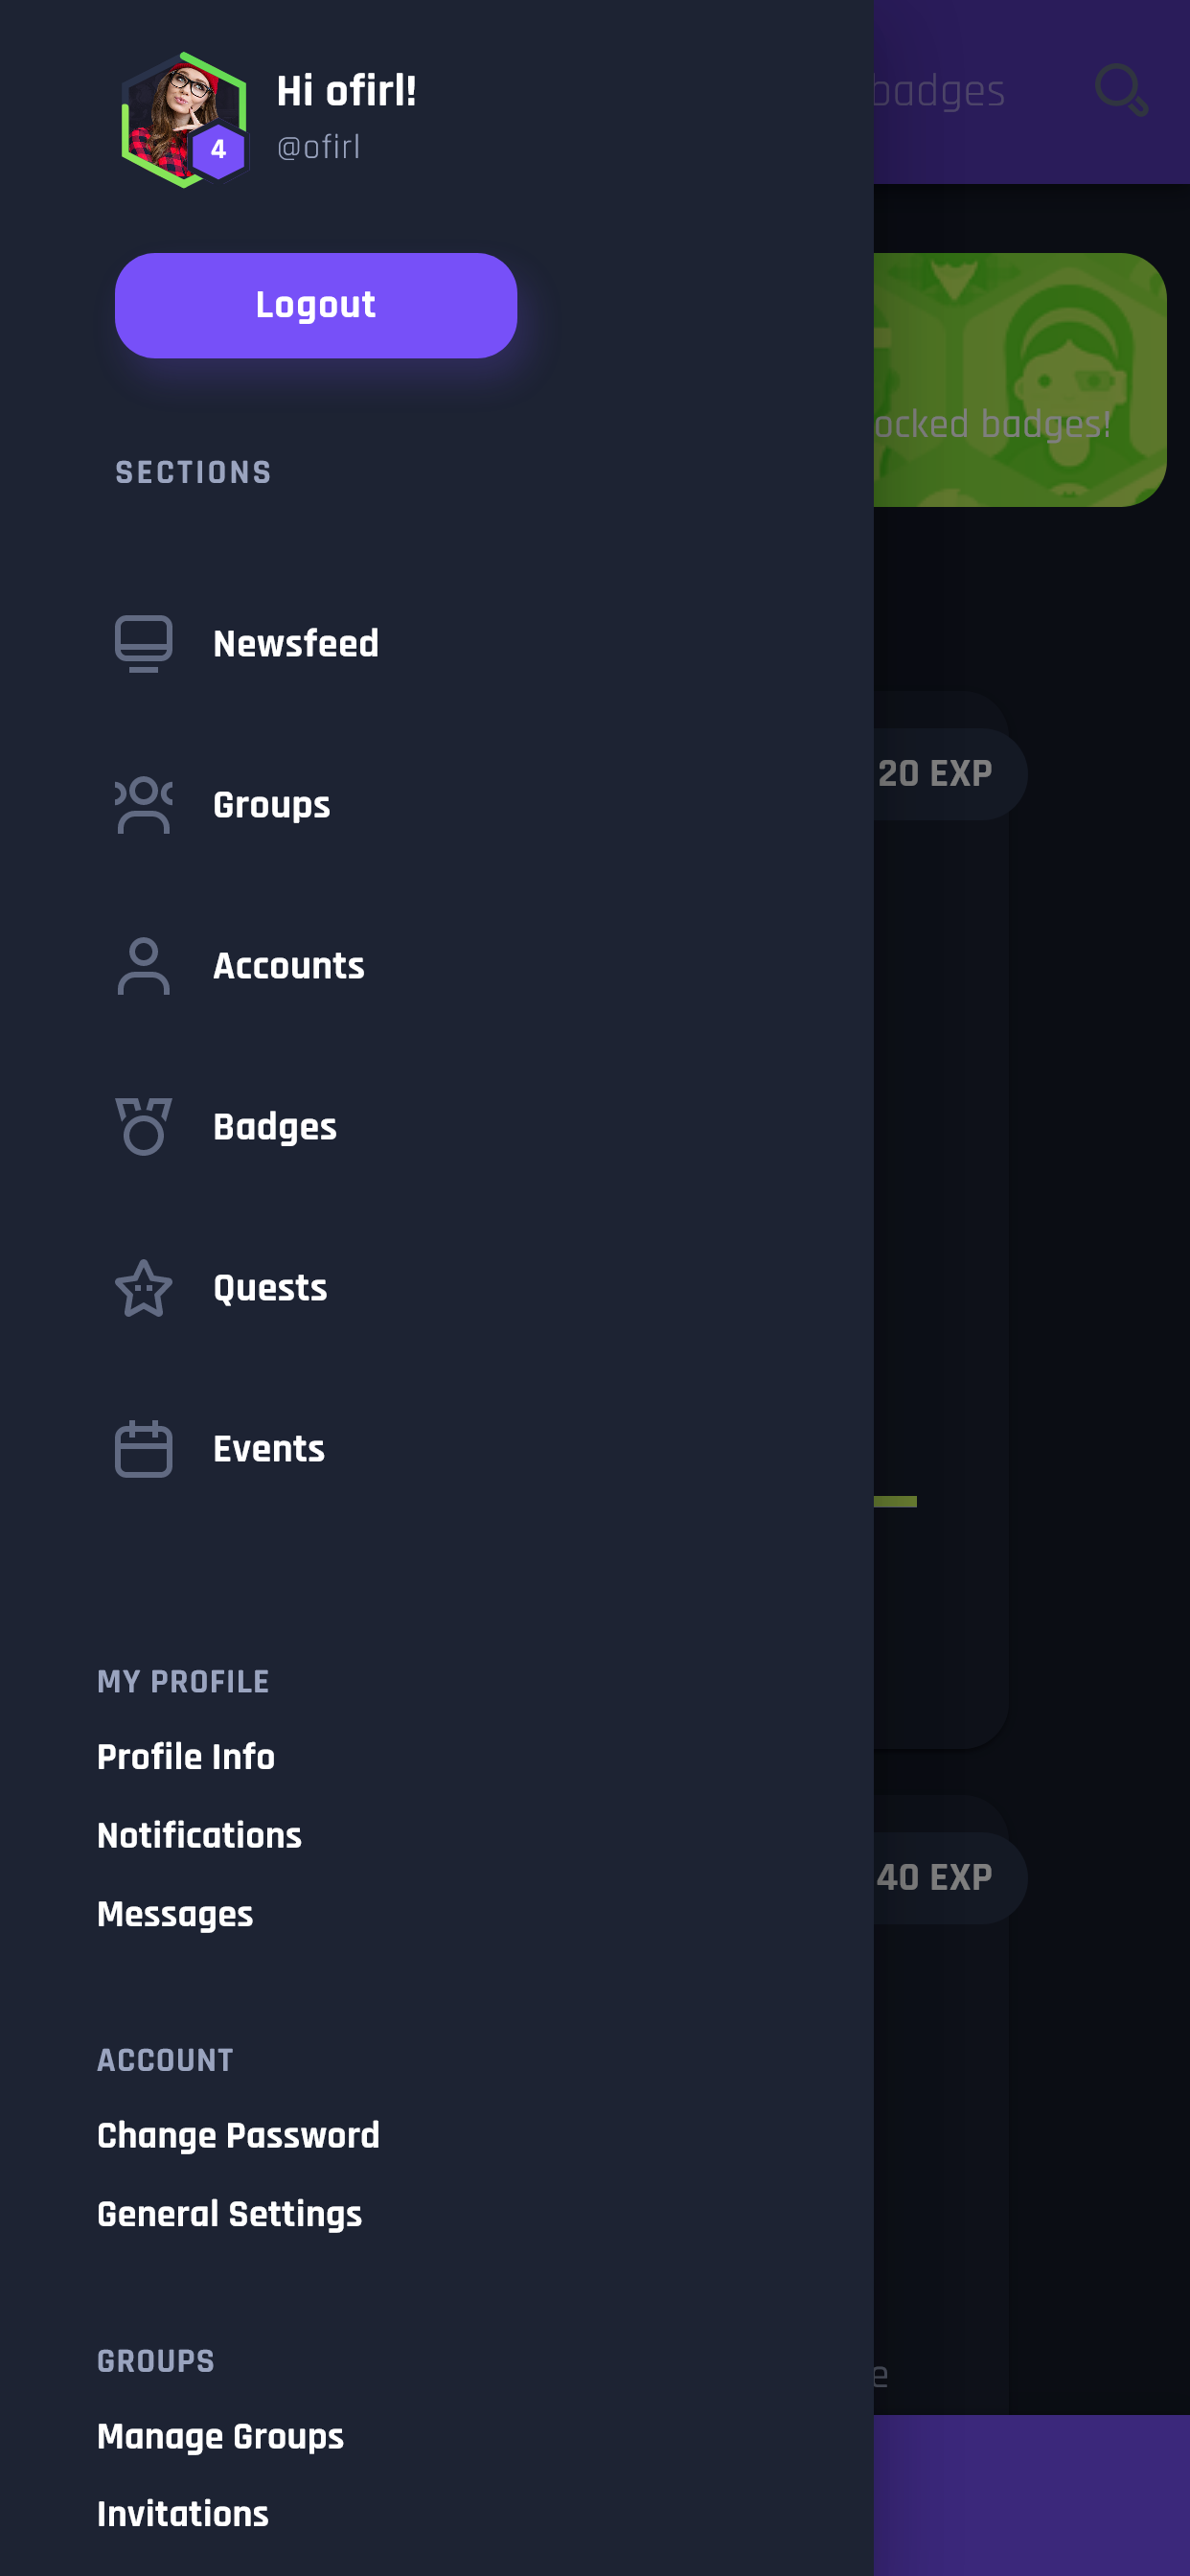 Hi ofirl!
@ofirl
4
badges
Logout
ocked badges!
SECTIONS
Newsfeed
Groups
20 EXP
Accounts
Badges
Quests
Events
MY PROFILE
Profile Info
Notifications
40 EXP
Messages
ACCOUNT
Change Password
General Settings
GROUPS
e
Manage Groups
Invitations